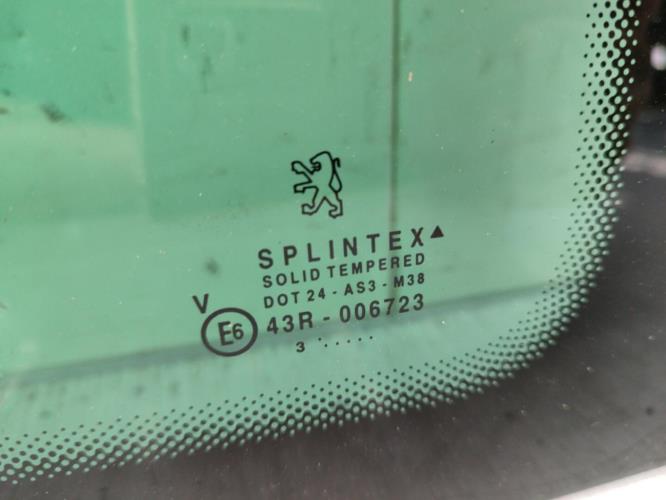 SPLINTEX▲
SOLID TEMPERED
DOT 24 - AS3 - M38
V
E6 43R - 006723
3 ......